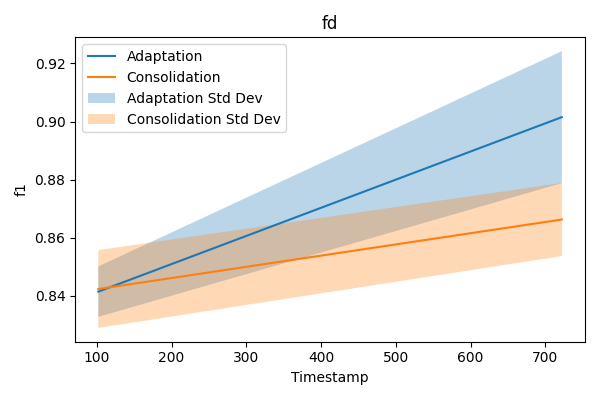 fd
Adaptation
Consolidation
Adaptation Std Dev
Consolidation Std Dev
0.92
0.90
0.88
0.86
0.84
f1
100 200 300 400 500 600 700
Timestamp